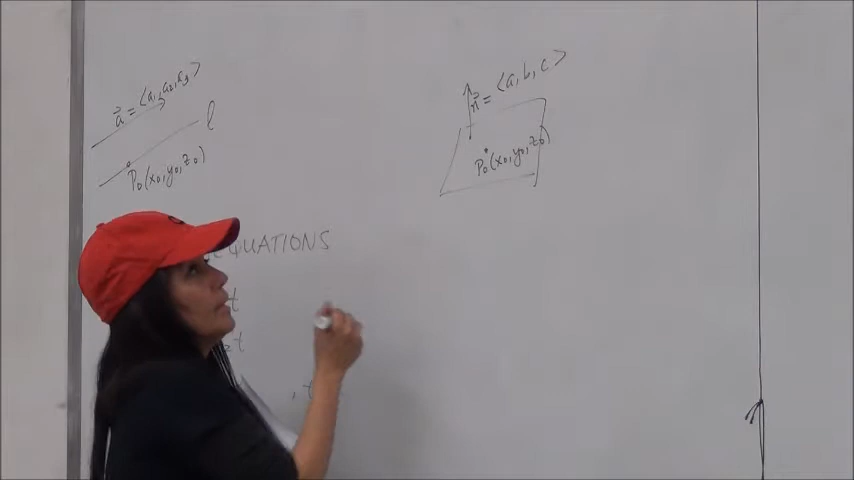 a⃗ = <a₁, a₂, a₃>
l
P₀(x₀, y₀, z₀)
n⃗ = <a, b, c>
P₀(x₀, y₀, z₀)
EQUATIONS
t
t
, t